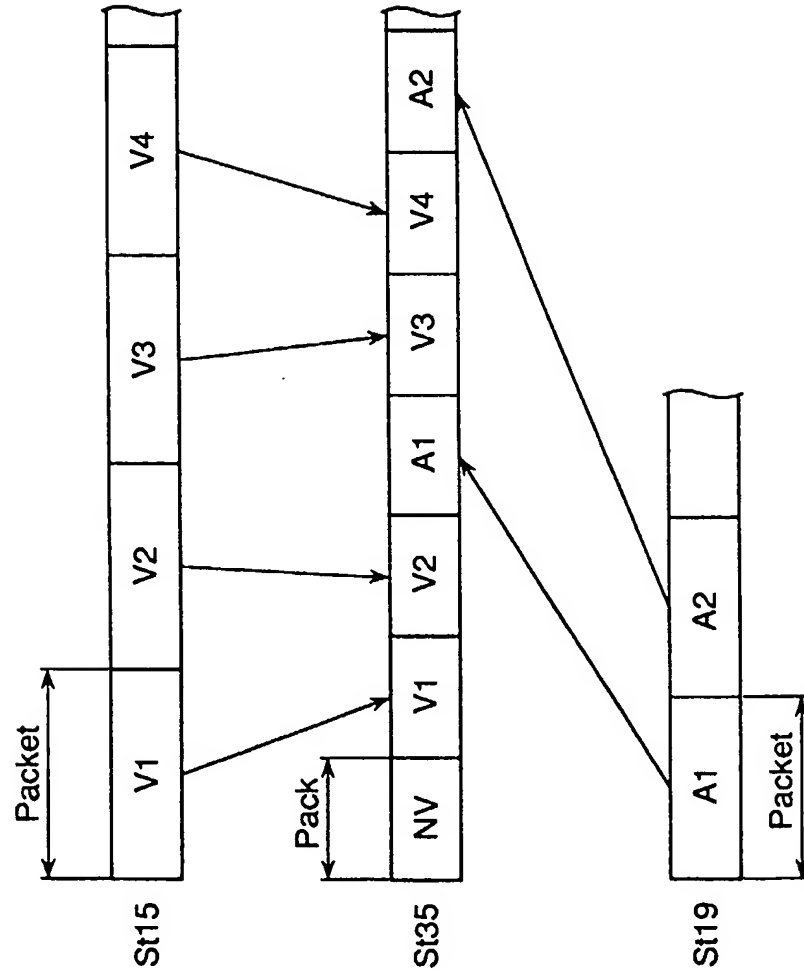 Packet
St15 V1 V2 V3 V4
Pack
St35 NV V1 V2 A1 V3 V4 A2
St19 A1 A2
Packet